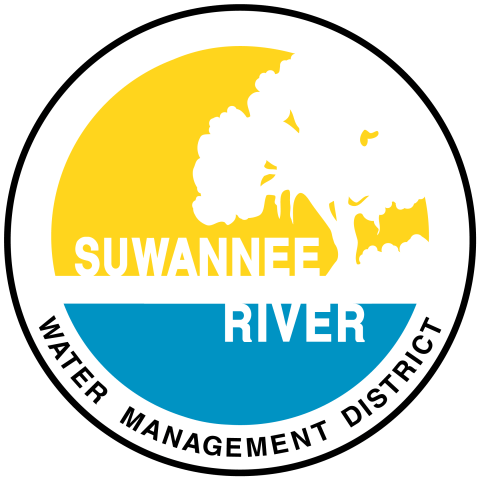 SUWANNEE
RIVER
WATER MANAGEMENT DISTRICT